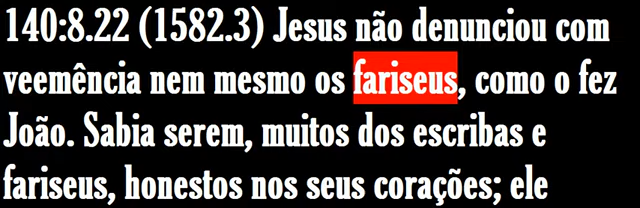 140:8.22 (1582.3) Jesus não denunciou com
veemência nem mesmo os fariseus, como o fez
João. Sabia serem, muitos dos escribas e
fariseus, honestos nos seus corações; ele